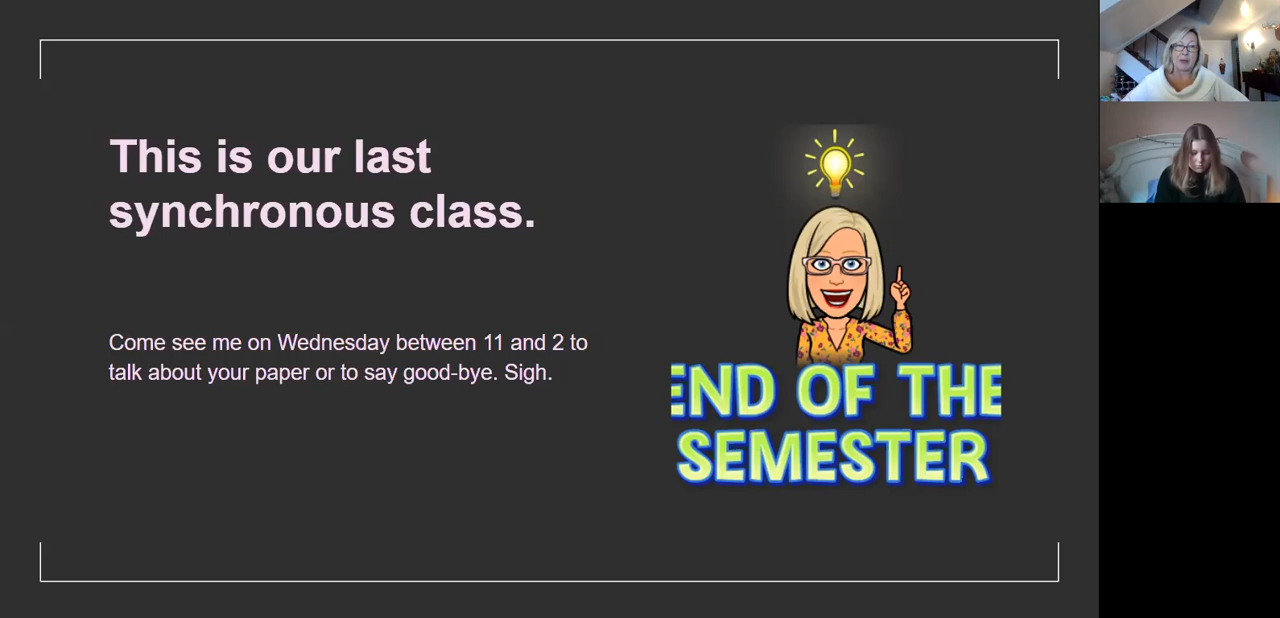 This is our last
synchronous class.
Come see me on Wednesday between 11 and 2 to
talk about your paper or to say good-bye. Sigh.
END OF THE
SEMESTER